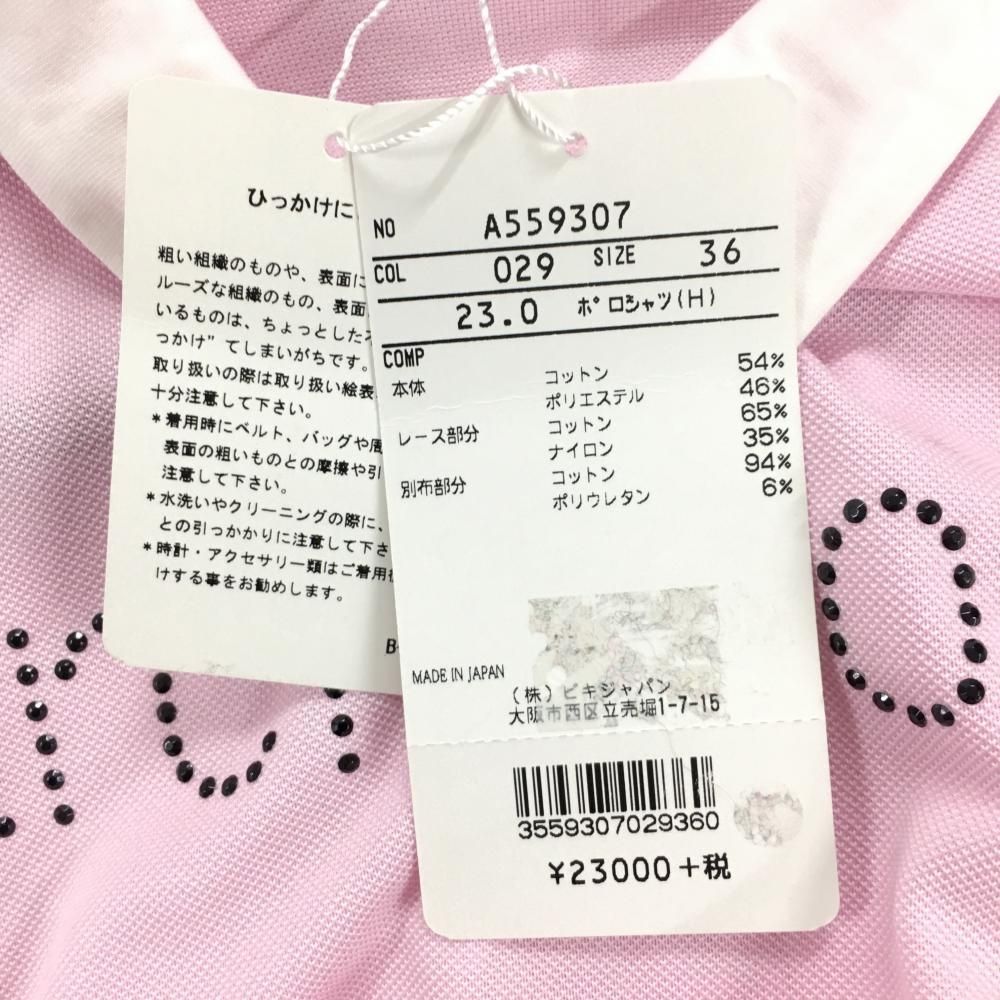 ひっかけに
粗い組織のものや、表面に
ルーズな組織のもの、表面
いるものは、ちょっとした
っかけ”てしまいがちです。
取り扱いの際は取り扱い絵表
十分注意して下さい。
*着用時にベルト、バッグや周
表面の粗いものとの摩擦や引
注意して下さい。
*水洗いやクリーニングの際に、
との引っかかりに注意して下さ
*時計・アクセサリー類はご着用
けする事をお勧めします。
B-
NO A559307
COL 029 SIZE 36
23.0 ポロシャツ(H)
COMP
本体 コットン 54%
ポリエステル 46%
レース部分 コットン 65%
ナイロン 35%
別布部分 コットン 94%
ポリウレタン 6%
MADE IN JAPAN
(株)ピキジャパン
大阪市西区立売堀1-7-15
3559307029360
¥23000+税